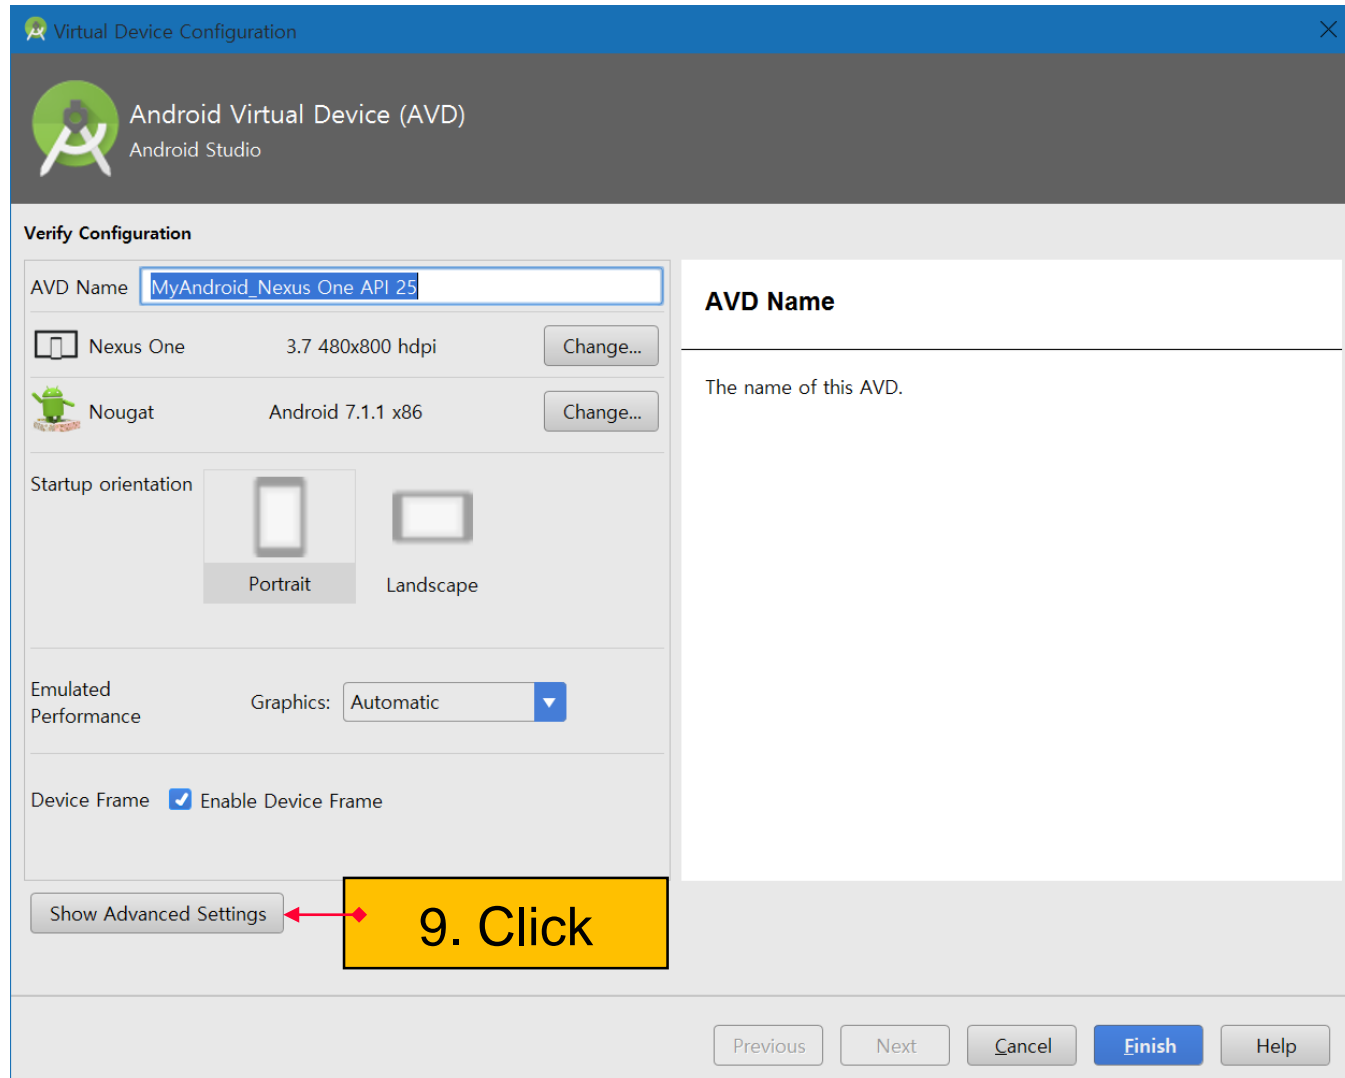 Virtual Device Configuration
Android Virtual Device (AVD)
Android Studio
Verify Configuration
AVD Name MyAndroid_Nexus One API 25
Nexus One 3.7 480x800 hdpi Change...
Nougat Android 7.1.1 x86 Change...
Startup orientation
Portrait Landscape
Emulated
Performance
Graphics: Automatic
Device Frame Enable Device Frame
Show Advanced Settings
9. Click
AVD Name
The name of this AVD.
Previous Next Cancel Finish Help